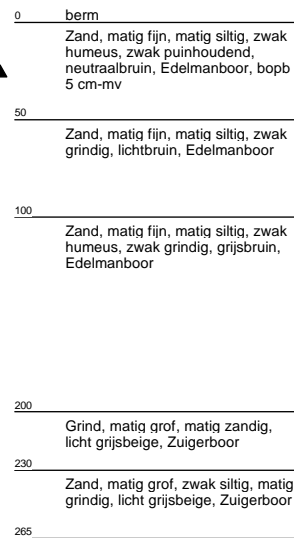 0 berm
Zand, matig fijn, matig siltig, zwak
humeus, zwak puinhoudend,
neutraalbruin, Edelmanboor, bopb
5 cm-mv
50
Zand, matig fijn, matig siltig, zwak
grindig, lichtbruin, Edelmanboor
100
Zand, matig fijn, matig siltig, zwak
humeus, zwak grindig, grijsbruin,
Edelmanboor
200
Grind, matig grof, matig zandig,
licht grijsbeige, Zuigerboor
230
Zand, matig grof, zwak siltig, matig
grindig, licht grijsbeige, Zuigerboor
265